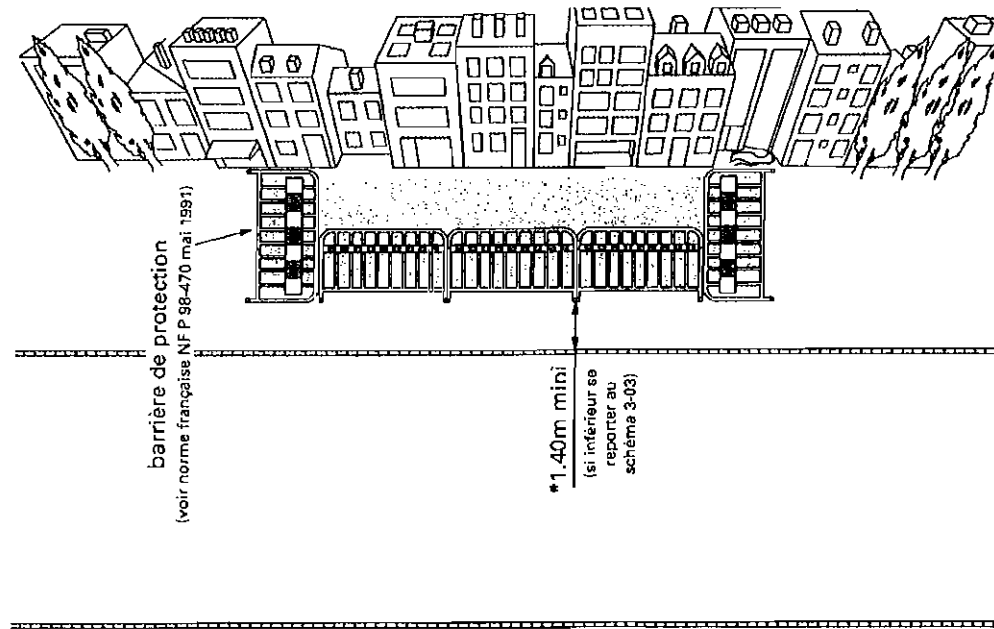 barrière de protection
(voir norme française NF P 98-470 mai 1991)
*1.40m mini
(si inférieur se
reporter au
schéma 3-03)